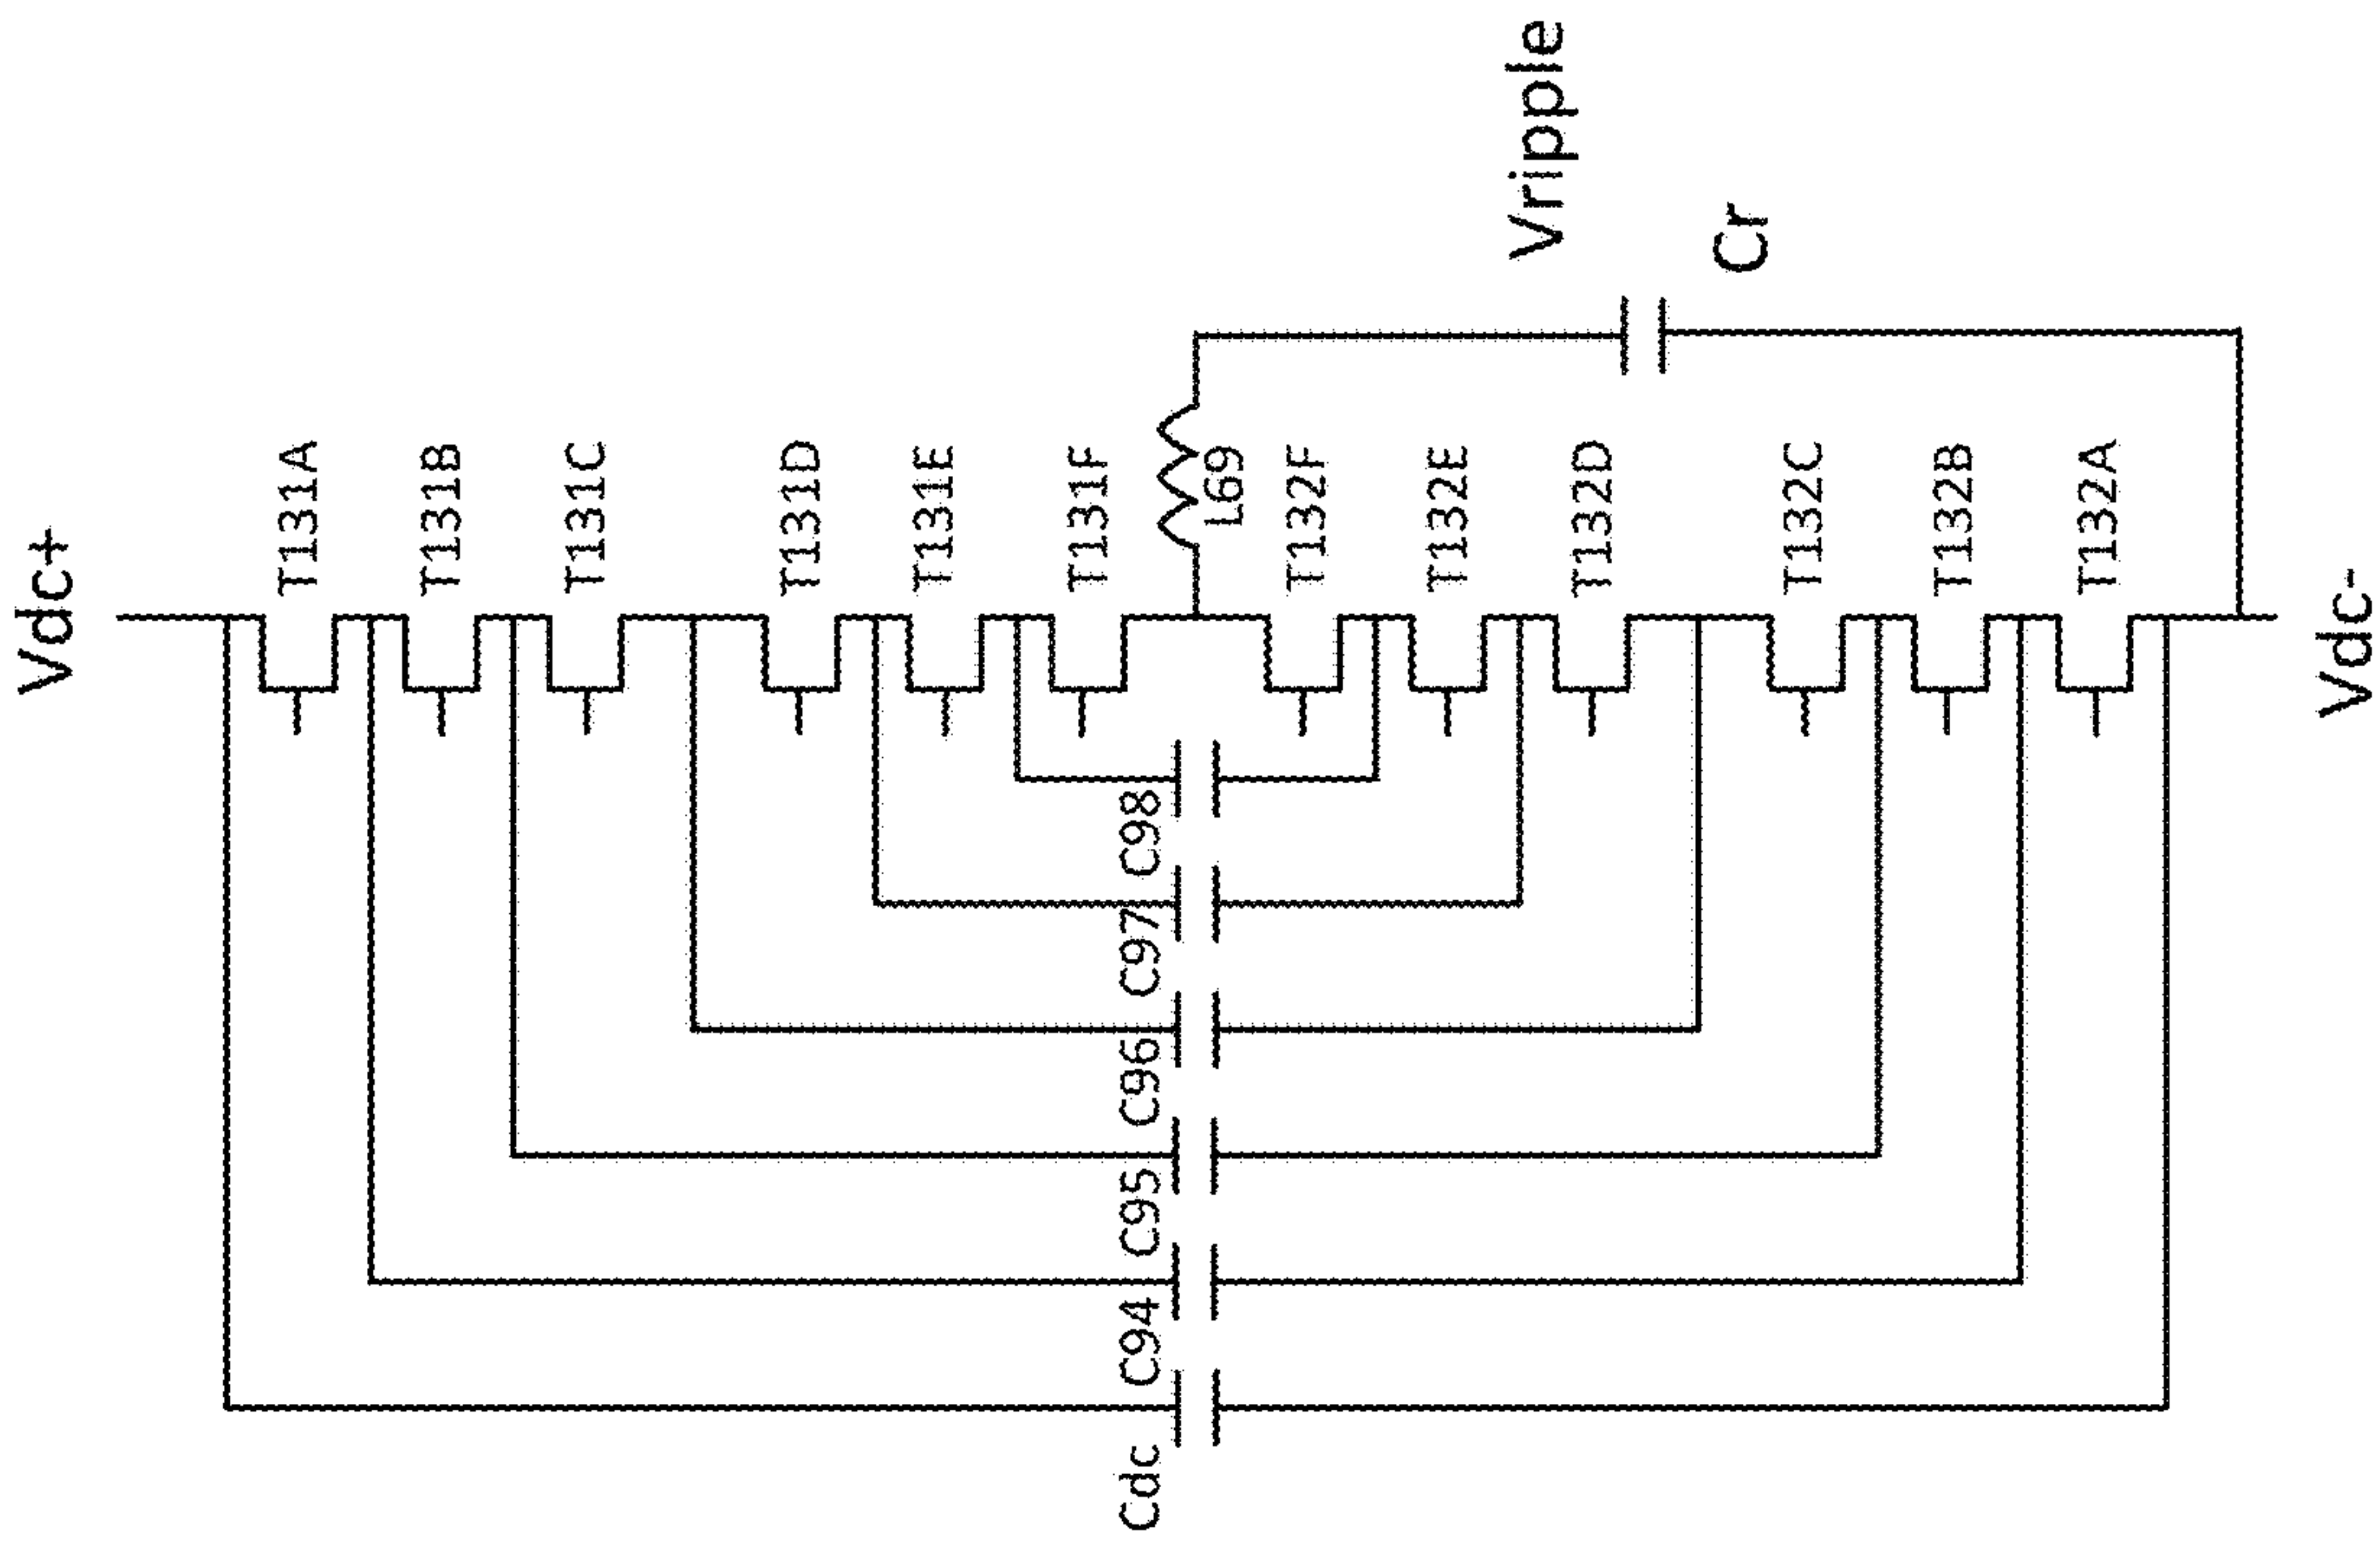 Vdc+
T131A
T131B
T131C
T131D
T131E
T131F
L69
T132F
T132E
T132D
T132C
T132B
T132A
Vdc-
Vripple
Cr
Cdc
C94
C95
C96
C97
C98